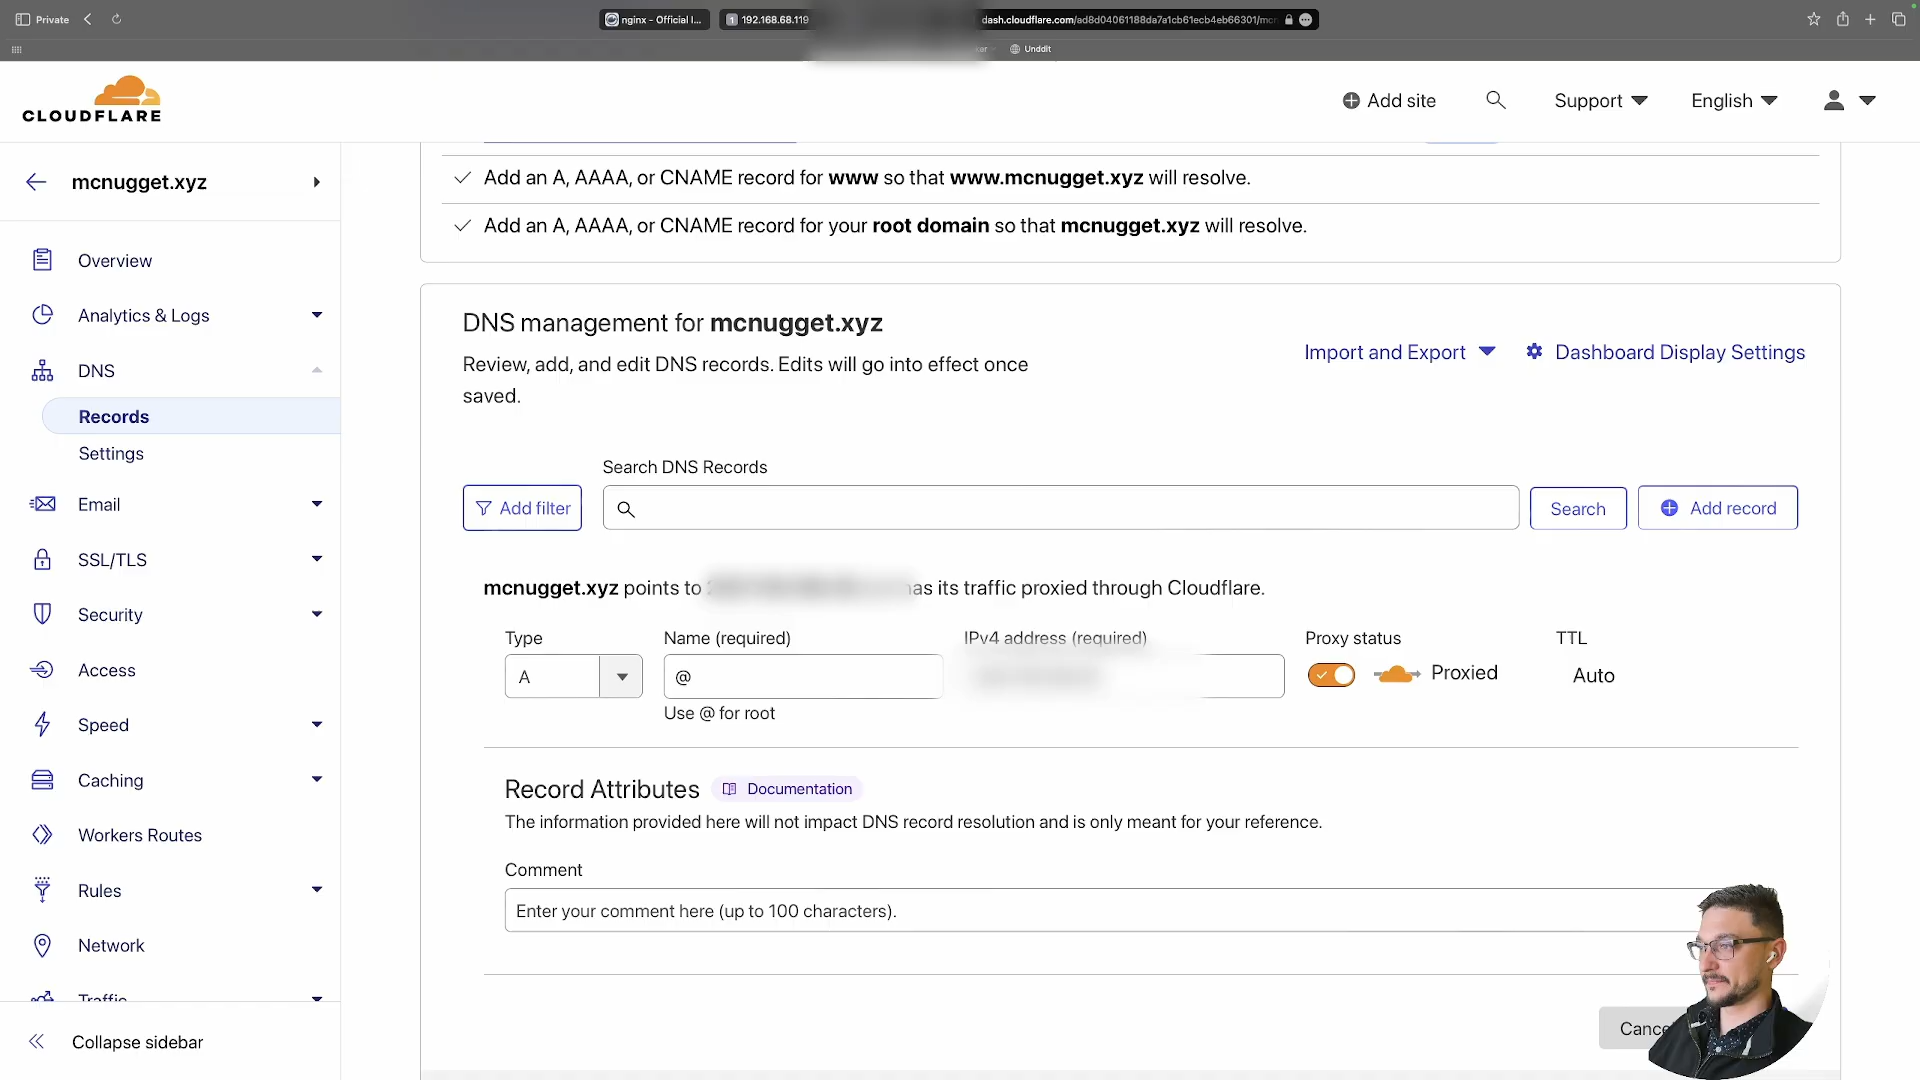 Private
nginx - Official I...
1 192.168.68.119
dash.cloudflare.com/ad8d04061188da7a1cb61ecb4eb66301/mcn
Unddit
CLOUDFLARE
Add site
Support
English
mcnugget.xyz
Overview
Analytics & Logs
DNS
Records
Settings
Email
SSL/TLS
Security
Access
Speed
Caching
Workers Routes
Rules
Network
Traffic
Collapse sidebar
Add an A, AAAA, or CNAME record for www so that www.mcnugget.xyz will resolve.
Add an A, AAAA, or CNAME record for your root domain so that mcnugget.xyz will resolve.
DNS management for mcnugget.xyz
Review, add, and edit DNS records. Edits will go into effect once
saved.
Import and Export
Dashboard Display Settings
Search DNS Records
Add filter
Search
Add record
mcnugget.xyz points to has its traffic proxied through Cloudflare.
Type
Name (required)
IPv4 address (required)
Proxy status
TTL
A
@
Proxied
Auto
Use @ for root
Record Attributes
Documentation
The information provided here will not impact DNS record resolution and is only meant for your reference.
Comment
Enter your comment here (up to 100 characters).
Cance